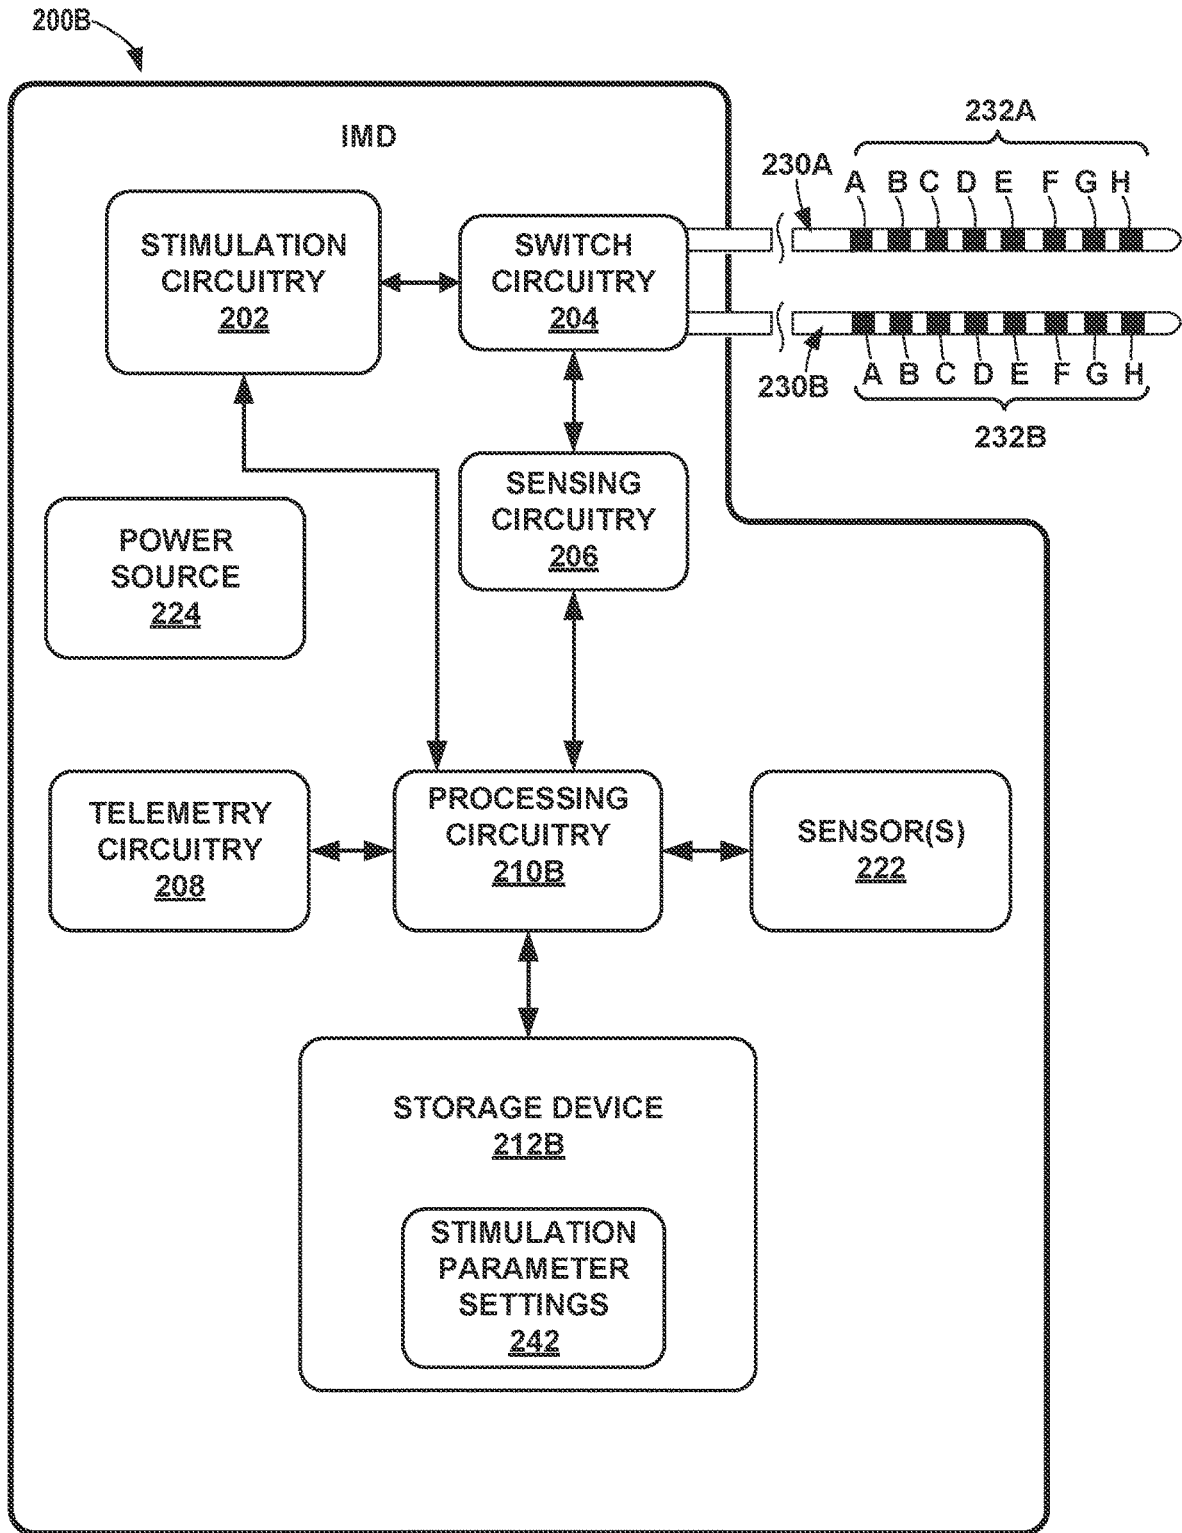 200B
IMD
232A
230A
A B C D E F G H
STIMULATION
CIRCUITRY
202
SWITCH
CIRCUITRY
204
A B C D E F G H
230B
232B
SENSING
CIRCUITRY
206
POWER
SOURCE
224
TELEMETRY
CIRCUITRY
208
PROCESSING
CIRCUITRY
210B
SENSOR(S)
222
STORAGE DEVICE
212B
STIMULATION
PARAMETER
SETTINGS
242